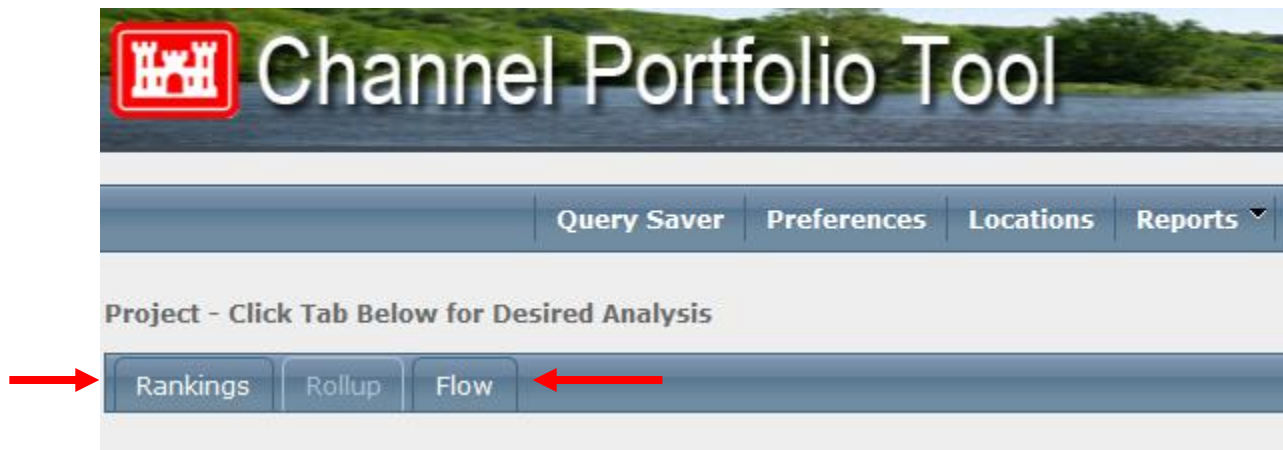 Channel Portfolio Tool
Query Saver Preferences Locations Reports
Project - Click Tab Below for Desired Analysis
Rankings Rollup Flow